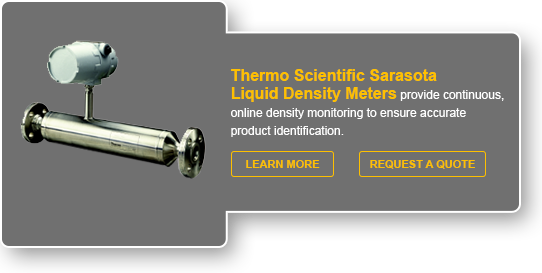 Thermo Scientific Sarasota
Liquid Density Meters provide continuous,
online density monitoring to ensure accurate
product identification.
LEARN MORE
REQUEST A QUOTE